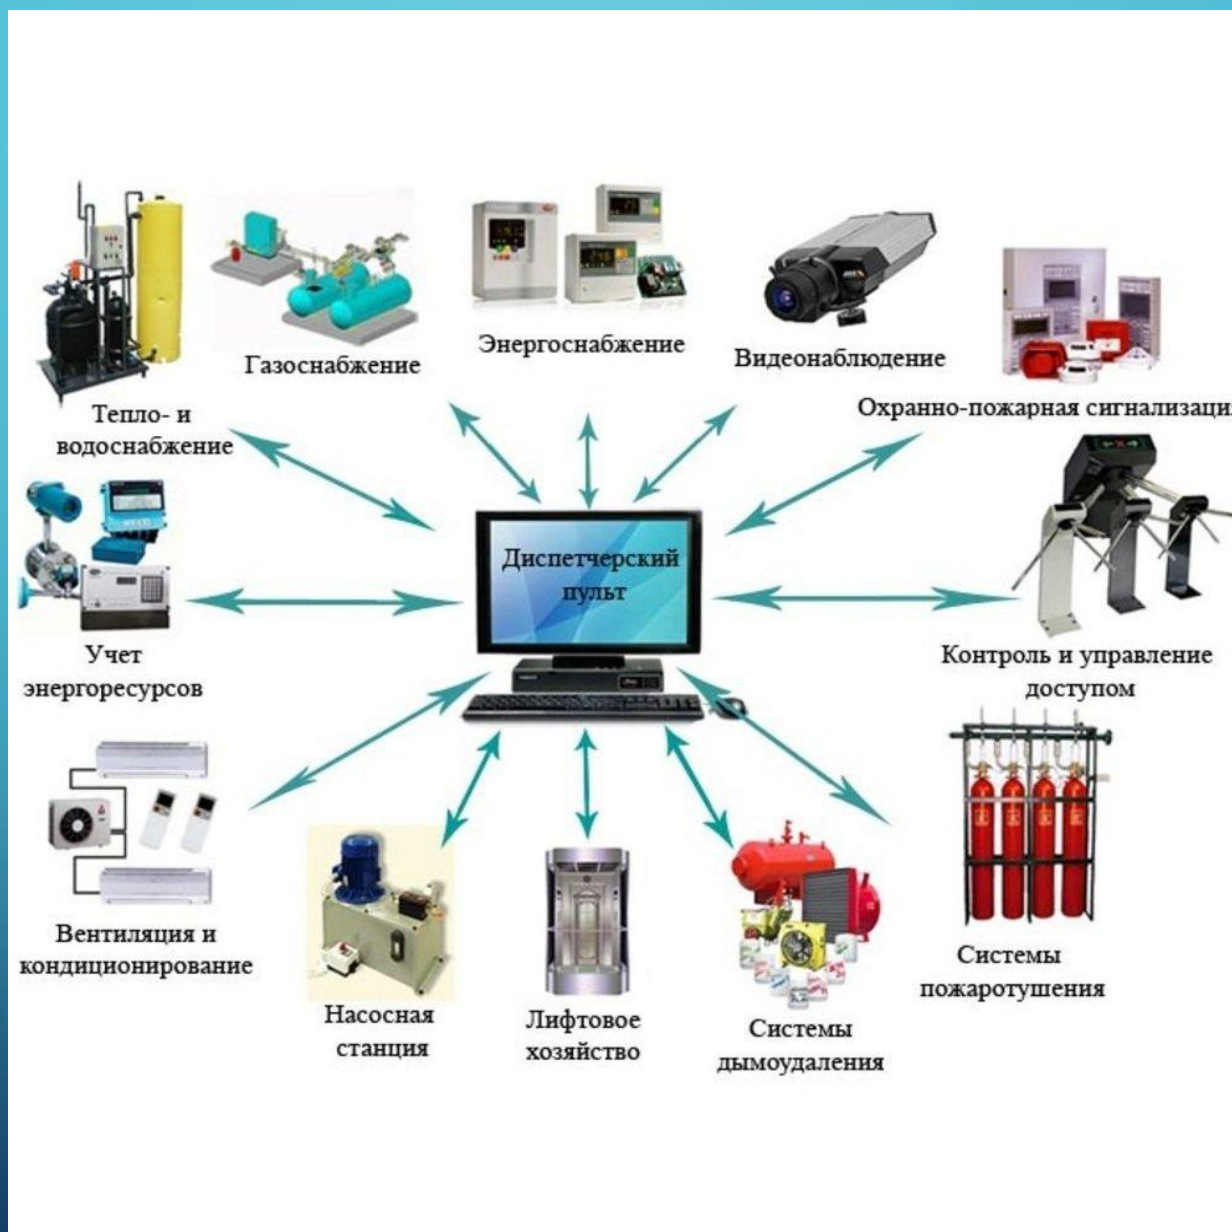 Тепло- и
водоснабжение
Газоснабжение
Энергоснабжение
Видеонаблюдение
Охранно-пожарная сигнализаци
Диспетчерский
пульт
Учет
энергоресурсов
Контроль и управление
доступом
Вентиляция и
кондиционирование
Насосная
станция
Лифтовое
хозяйство
Системы
дымоудаления
Системы
пожаротушения